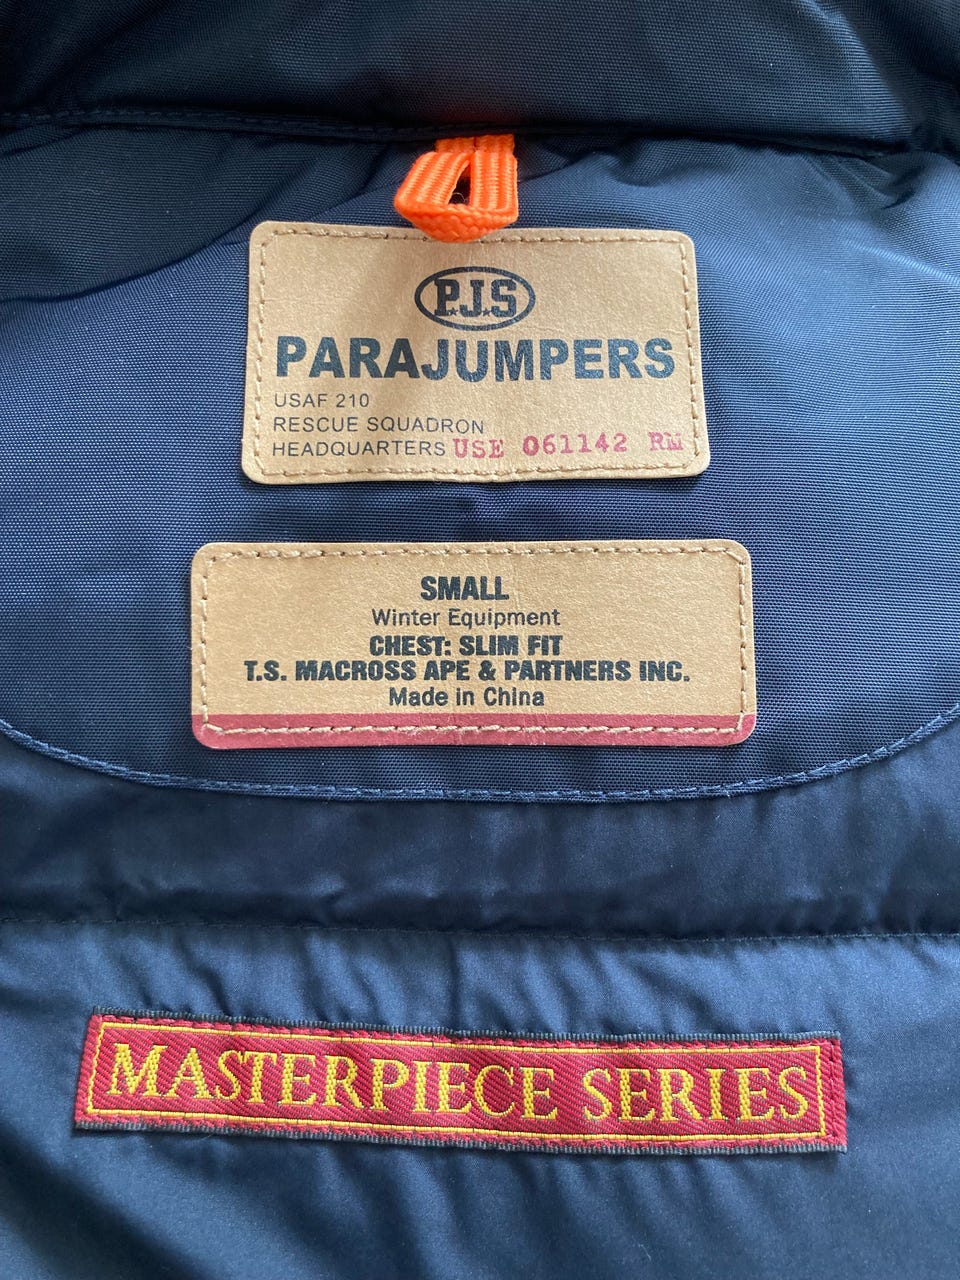 P.J.S
PARAJUMPERS
USAF 210
RESCUE SQUADRON
HEADQUARTERS USE 061142 RM
SMALL
Winter Equipment
CHEST: SLIM FIT
T.S. MACROSS APE & PARTNERS INC.
Made in China
MASTERPIECE SERIES